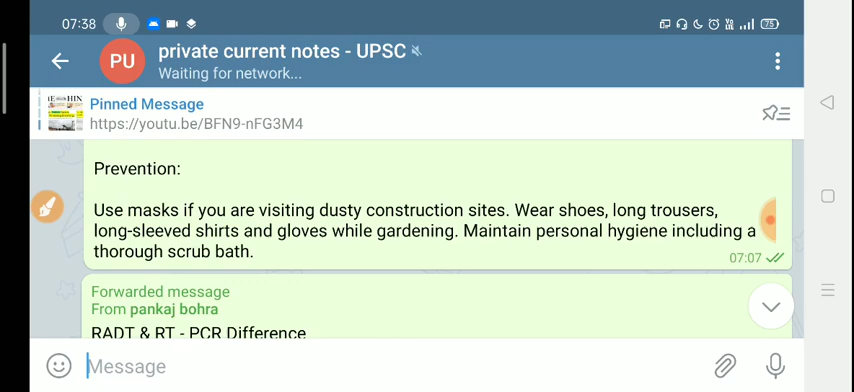 07:38
75
PU
private current notes - UPSC
Waiting for network...
Pinned Message
https://youtu.be/BFN9-nFG3M4
Prevention:
Use masks if you are visiting dusty construction sites. Wear shoes, long trousers,
long-sleeved shirts and gloves while gardening. Maintain personal hygiene including a
thorough scrub bath.
07:07
Forwarded message
From pankaj bohra
RADT & RT - PCR Difference
Message